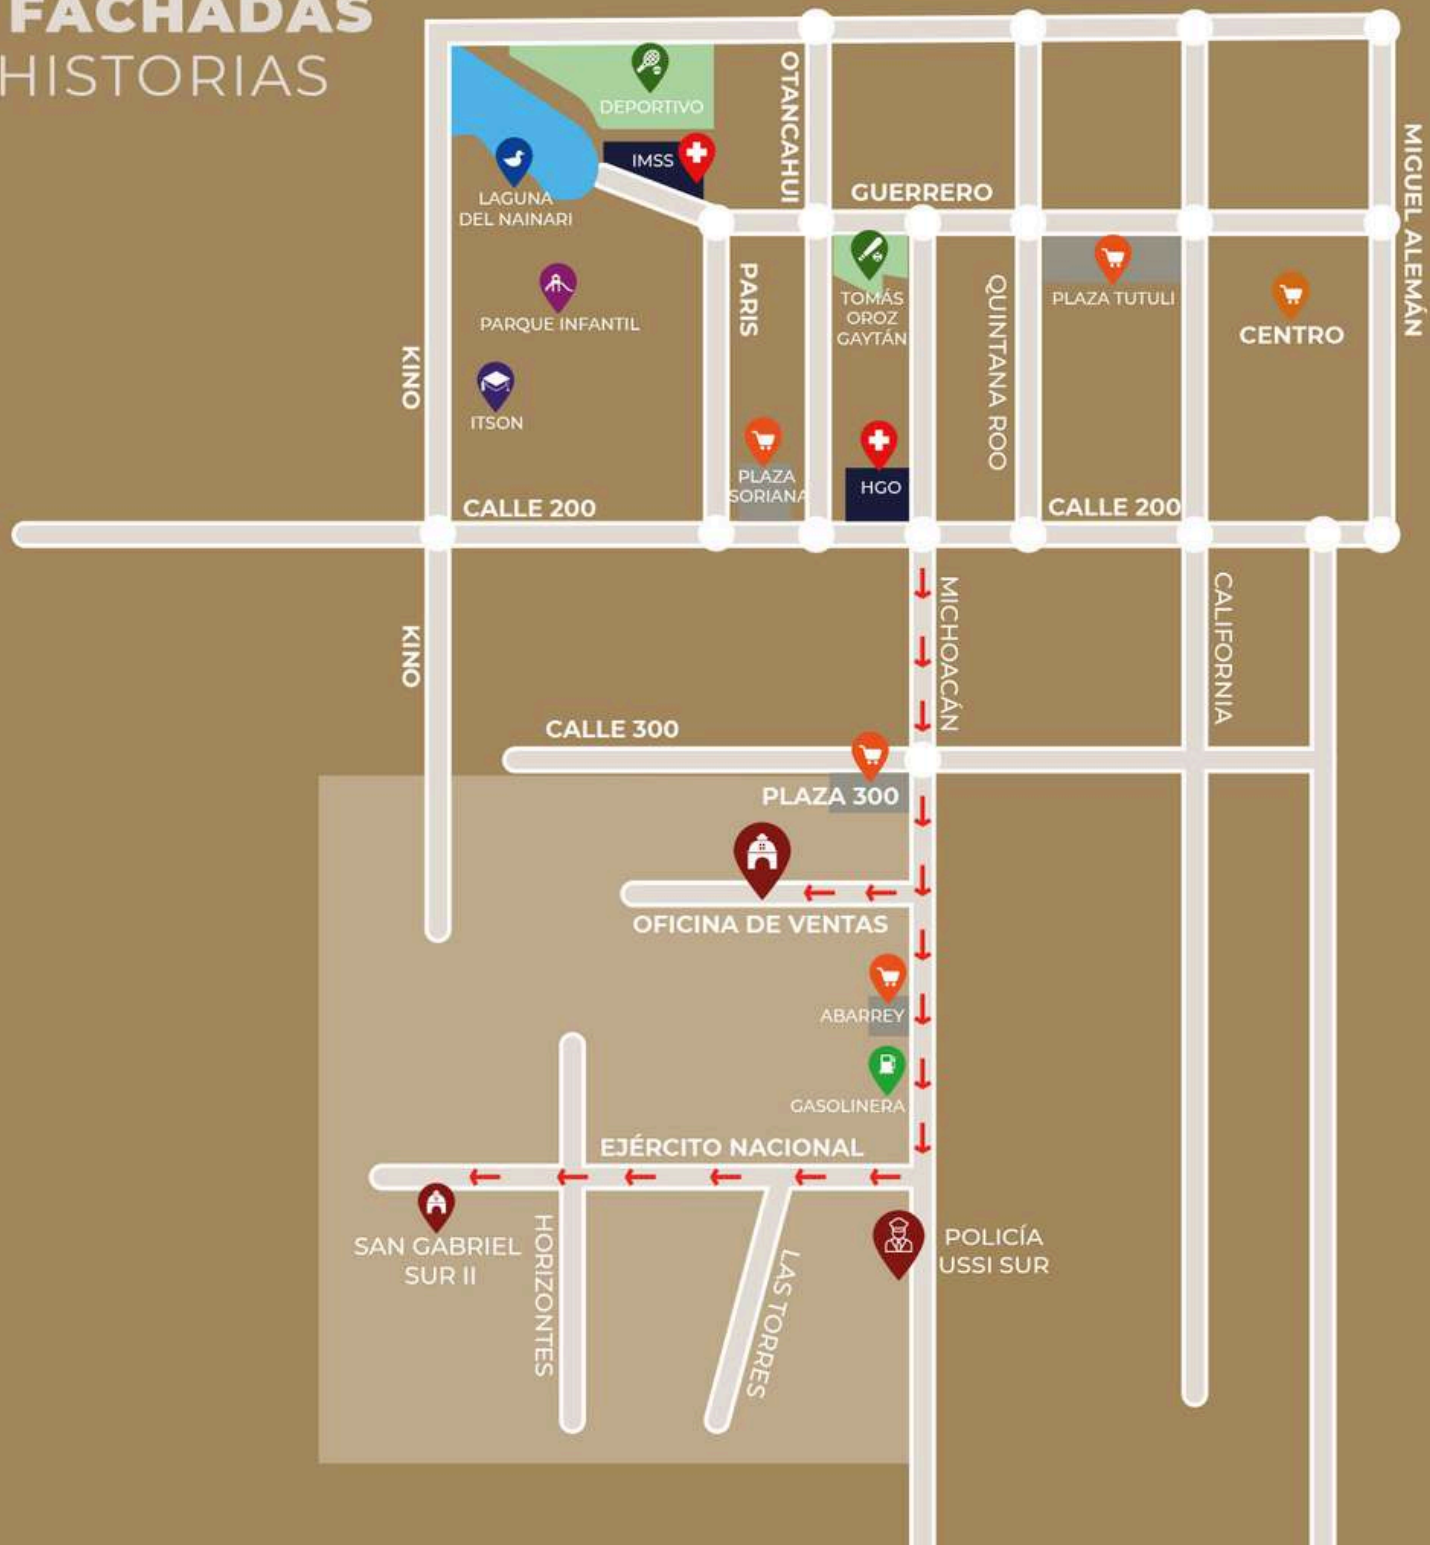 FACHADAS
HISTORIAS
DEPORTIVO
OTANCAHUI
IMSS
MIGUEL ALEMÁN
GUERRERO
LAGUNA
DEL NAINARI
PARIS
TOMÁS
OROZ
GAYTÁN
QUINTANA ROO
PLAZA TUTULI
CENTRO
PARQUE INFANTIL
KINO
ITSON
PLAZA
SORIANA
HGO
CALLE 200
CALLE 200
KINO
MICHOACÁN
CALIFORNIA
CALLE 300
PLAZA 300
OFICINA DE VENTAS
ABARREY
GASOLINERA
EJÉRCITO NACIONAL
SAN GABRIEL
SUR II
HORIZONTES
LAS TORRES
POLICÍA
USSI SUR